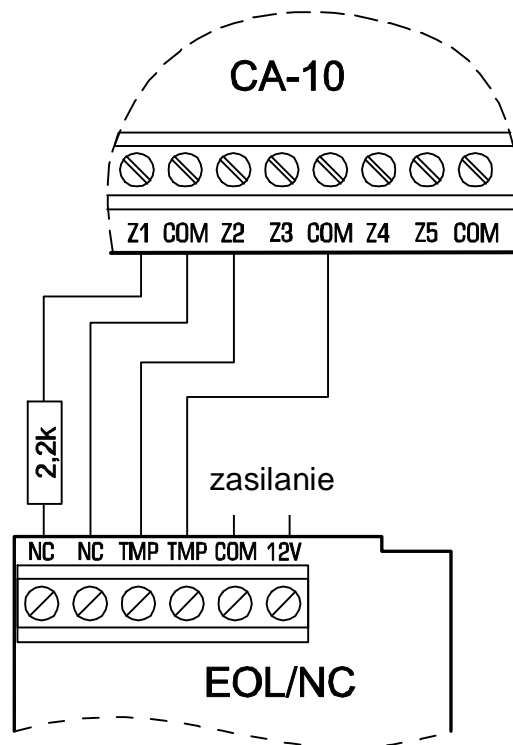 CA-10
Z1 COM Z2 Z3 COM Z4 Z5 COM
2,2k
zasilanie
NC NC TMP TMP COM 12V
EOL/NC